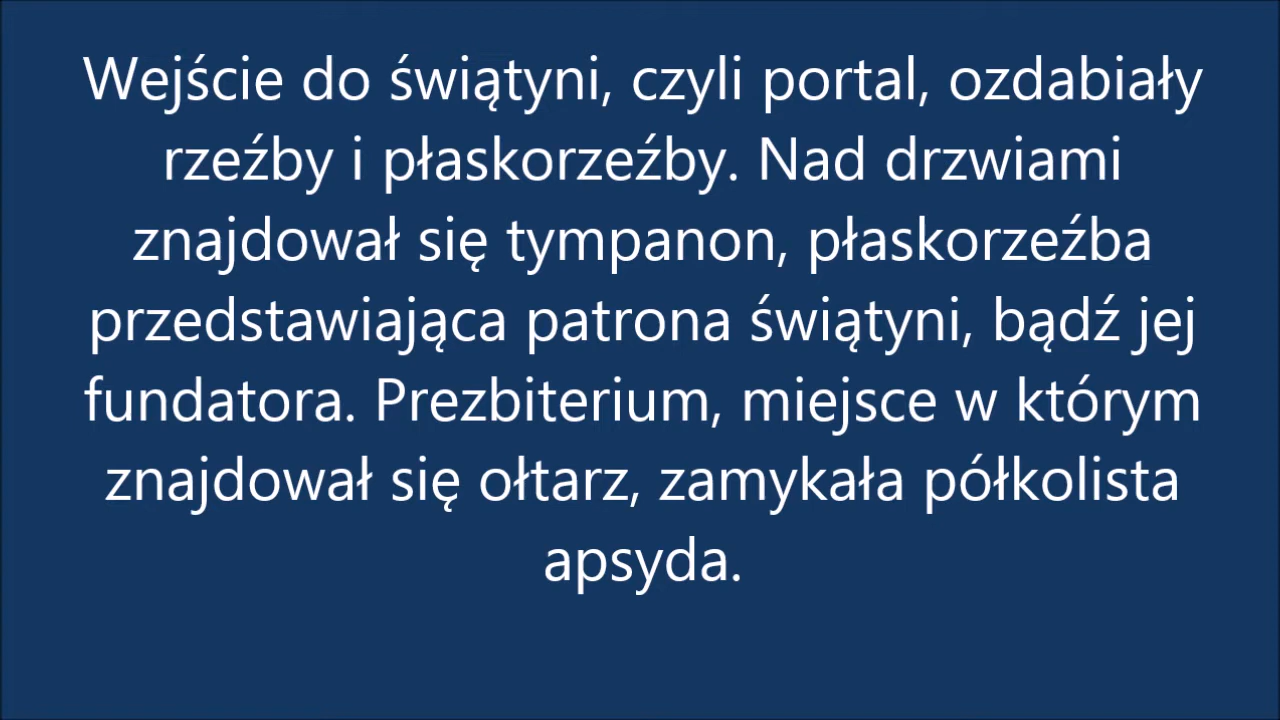 Wejście do świątyni, czyli portal, ozdabiały
rzeźby i płaskorzeźby. Nad drzwiami
znajdował się tympanon, płaskorzeźba
przedstawiająca patrona świątyni, bądź jej
fundatora. Prezbiterium, miejsce w którym
znajdował się ołtarz, zamykała półkolista
apsyda.